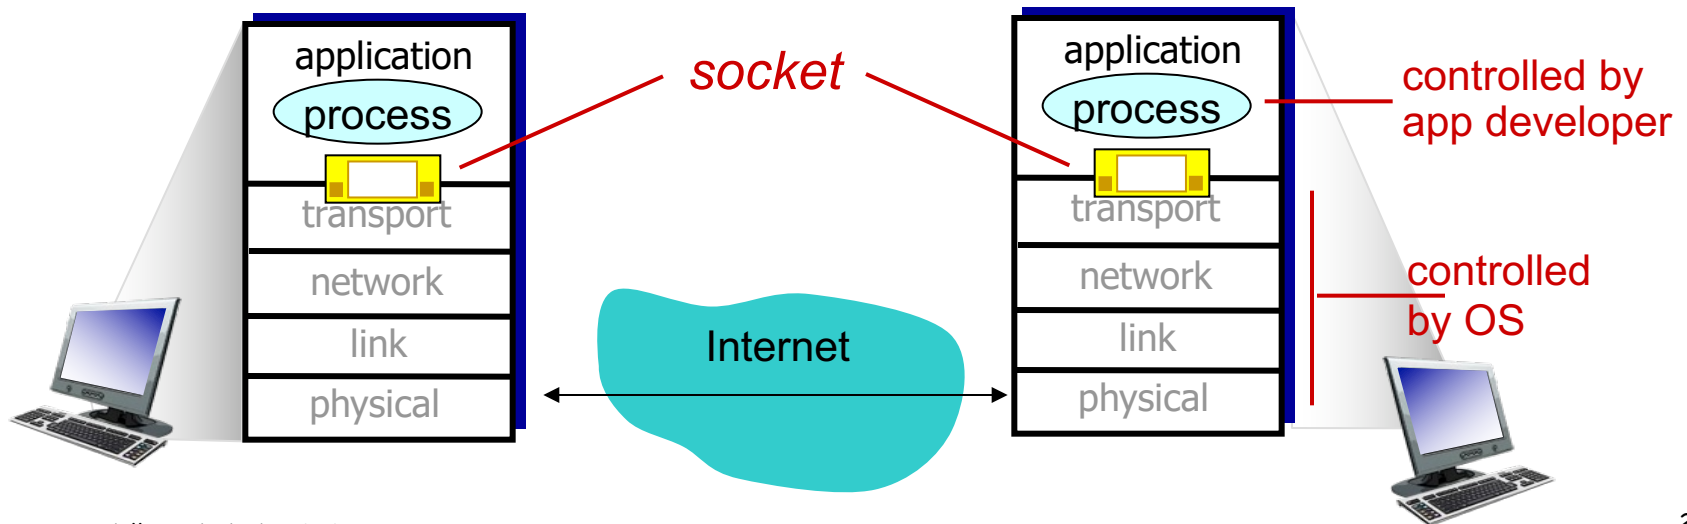 application
process
transport
network
link
physical
socket
Internet
application
process
transport
network
link
physical
controlled by
app developer
controlled
by OS